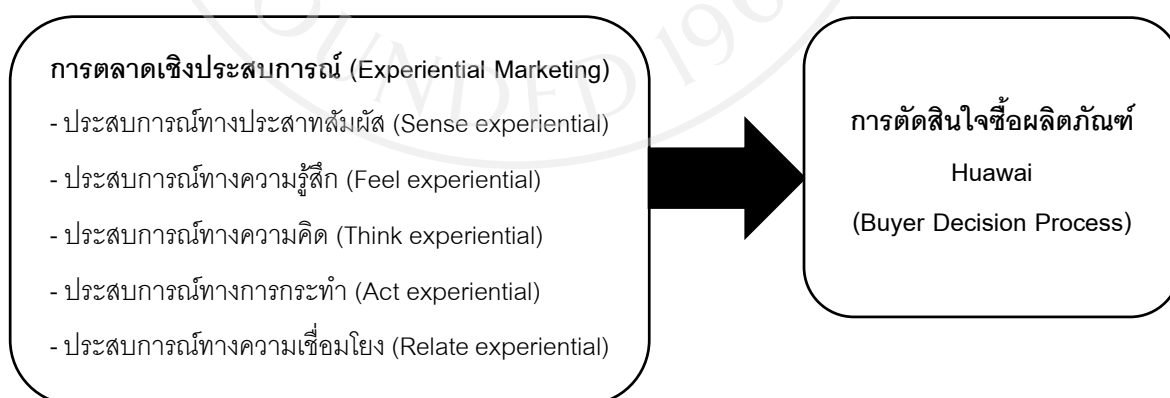 OUNDED 196
การตลาดเชิงประสบการณ์ (Experiential Marketing)
- ประสบการณ์ทางประสาทสัมผัส (Sense experiential)
- ประสบการณ์ทางความรู้สึก (Feel experiential)
- ประสบการณ์ทางความคิด (Think experiential)
- ประสบการณ์ทางการกระทำ (Act experiential)
- ประสบการณ์ทางความเชื่อมโยง (Relate experiential)
การตัดสินใจซื้อผลิตภัณฑ์
Huawai
(Buyer Decision Process)